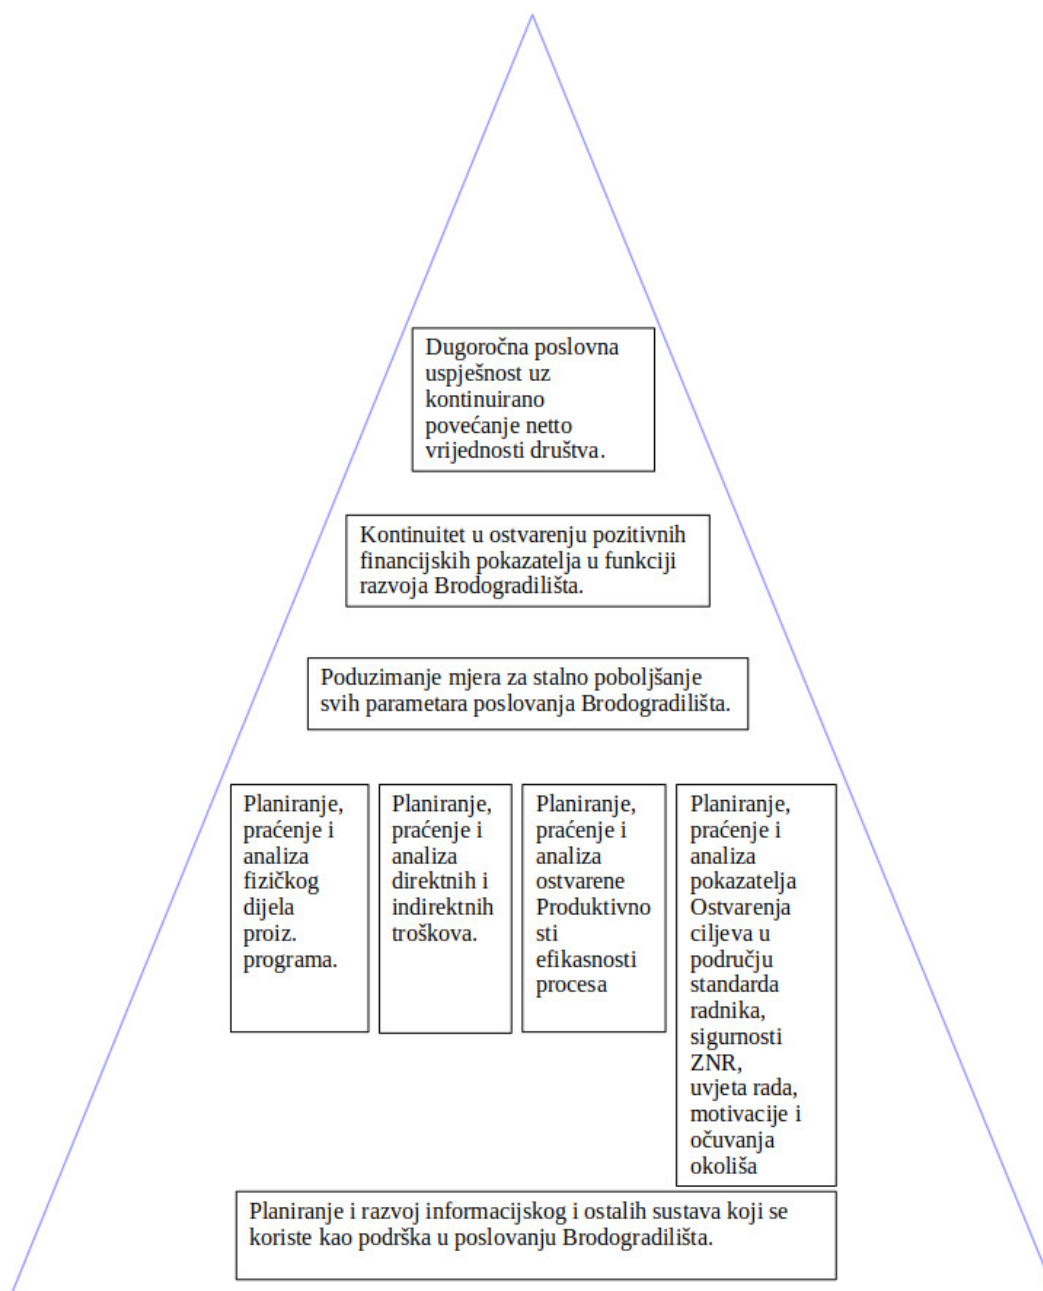 Dugoročna poslovna
uspješnost uz
kontinuirano
povećanje netto
vrijednosti društva.
Kontinuitet u ostvarenju pozitivnih
financijskih pokazatelja u funkciji
razvoja Brodogradilišta.
Poduzimanje mjera za stalno poboljšanje
svih parametara poslovanja Brodogradilišta.
Planiranje,
praćenje i
analiza
fizičkog
dijela
proiz.
programa.
Planiranje,
praćenje i
analiza
direktnih i
indirektnih
troškova.
Planiranje,
praćenje i
analiza
ostvarene
Produktivno
sti
efikasnosti
procesa
Planiranje,
praćenje i
analiza
pokazatelja
Ostvarenja
ciljeva u
području
standarda
radnika,
sigurnosti
ZNR,
uvjeta rada,
motivacije i
očuvanja
okoliša
Planiranje i razvoj informacijskog i ostalih sustava koji se
koriste kao podrška u poslovanju Brodogradilišta.